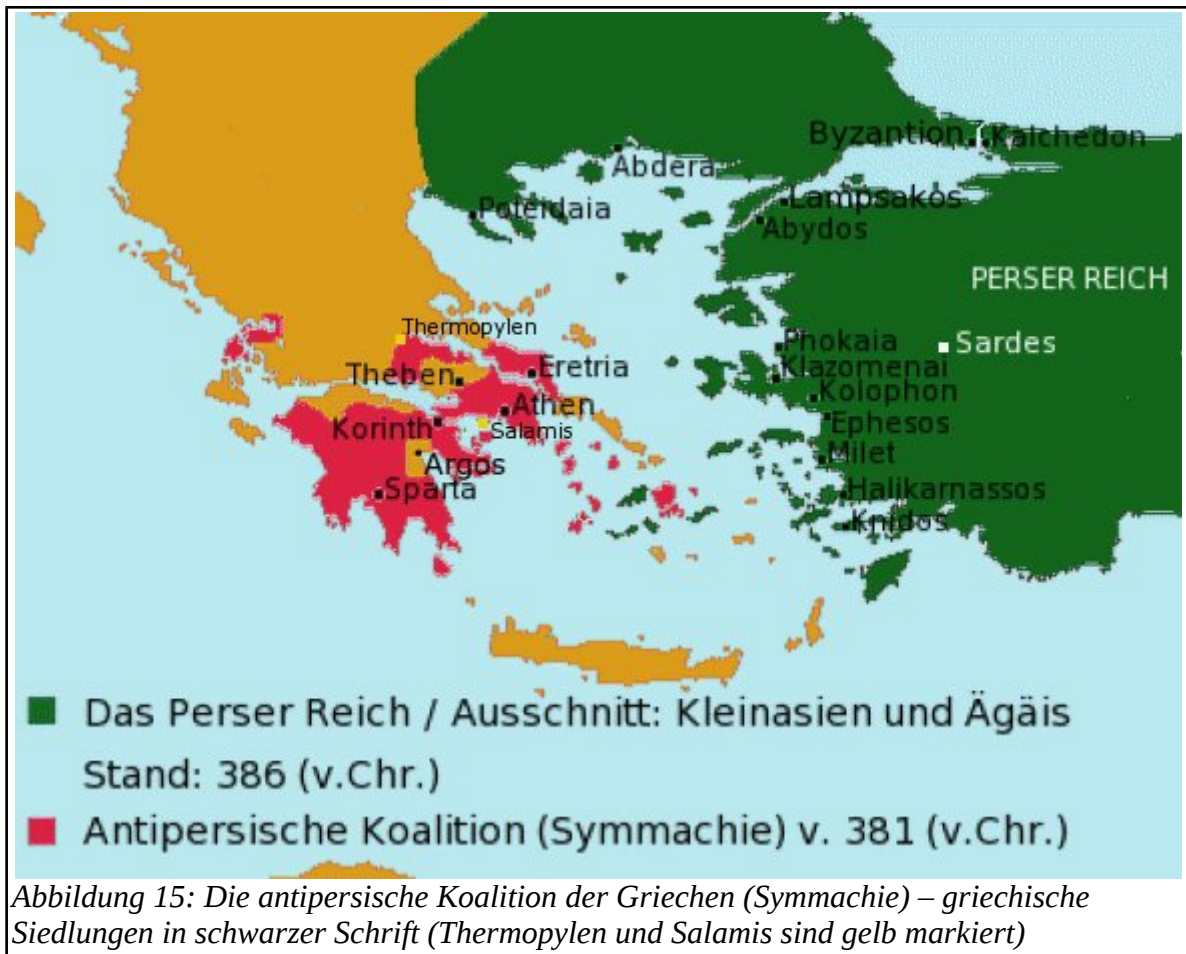 Byzantion
Kalchedon
Abdera
Lampsakos
Poteidaia
Abydos
PERSER REICH
Thermopylen
Phokaia
Sardes
Theben
Eretria
Klazomenai
Kolophon
Athen
Korinth
Salamis
Ephesos
Argos
Milet
Sparta
Halikarnassos
Knidos
Das Perser Reich / Ausschnitt: Kleinasien und Ägäis
Stand: 386 (v.Chr.)
Antipersische Koalition (Symmachie) v. 381 (v.Chr.)
Abbildung 15: Die antipersische Koalition der Griechen (Symmachie) – griechische
Siedlungen in schwarzer Schrift (Thermopylen und Salamis sind gelb markiert)